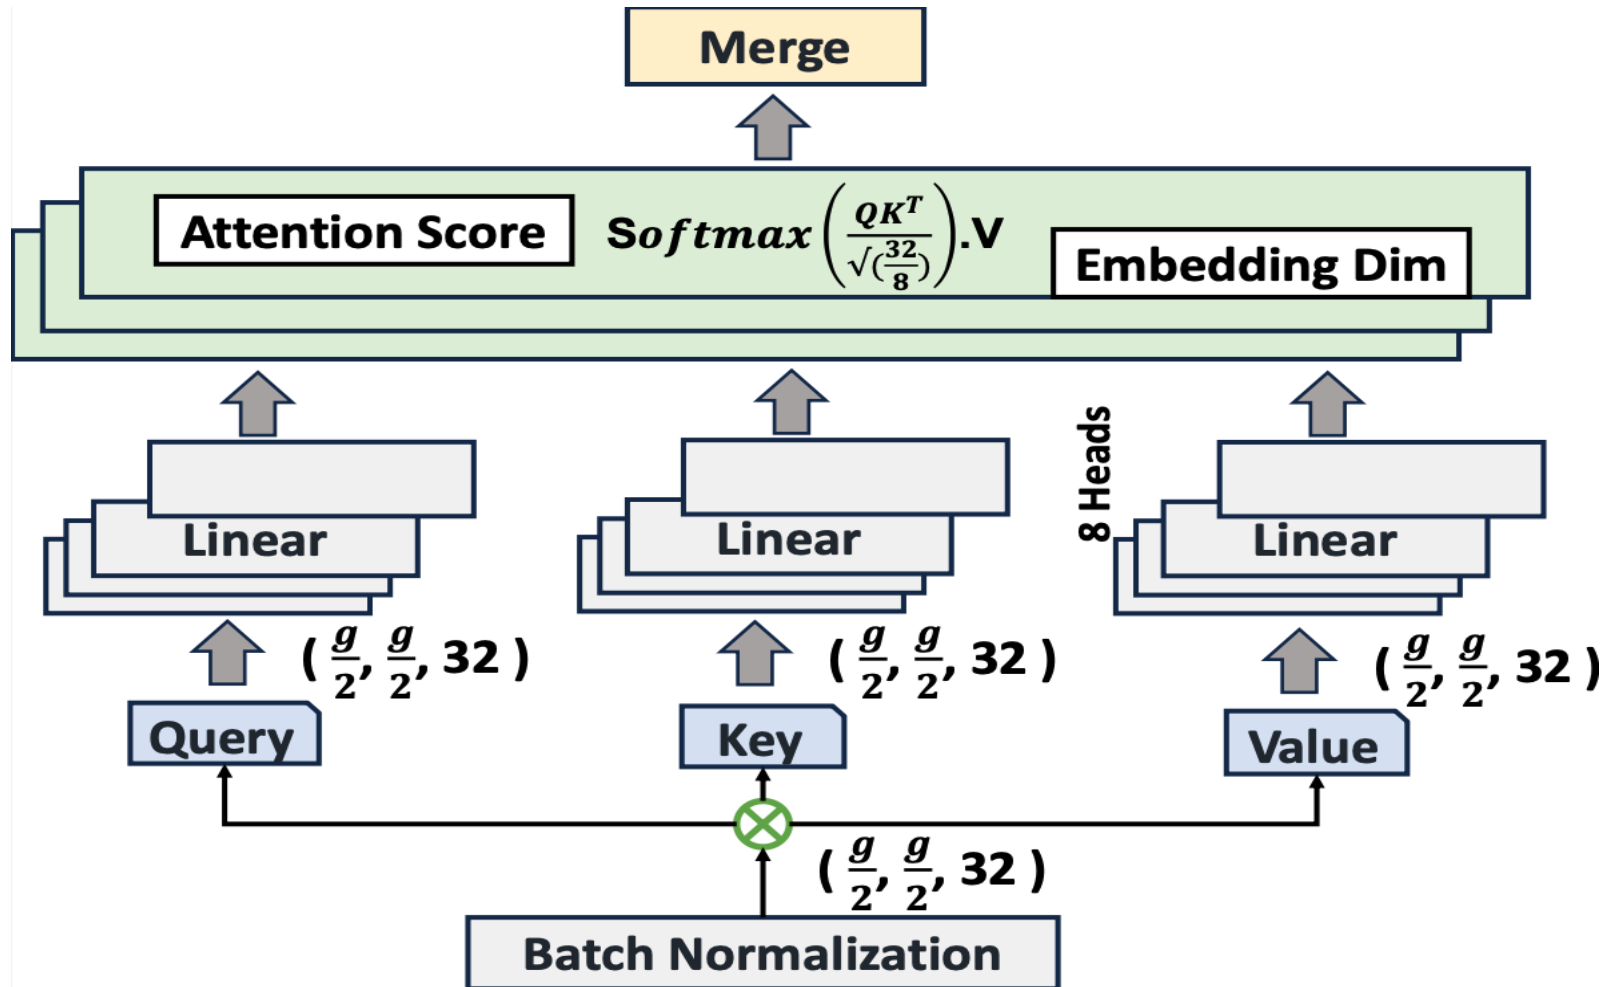 Merge
Attention Score
Softmax(QK^T / √(32/8)).V
Embedding Dim
8 Heads
Linear
Linear
Linear
(g/2, g/2, 32)
(g/2, g/2, 32)
(g/2, g/2, 32)
Query
Key
Value
(g/2, g/2, 32)
Batch Normalization